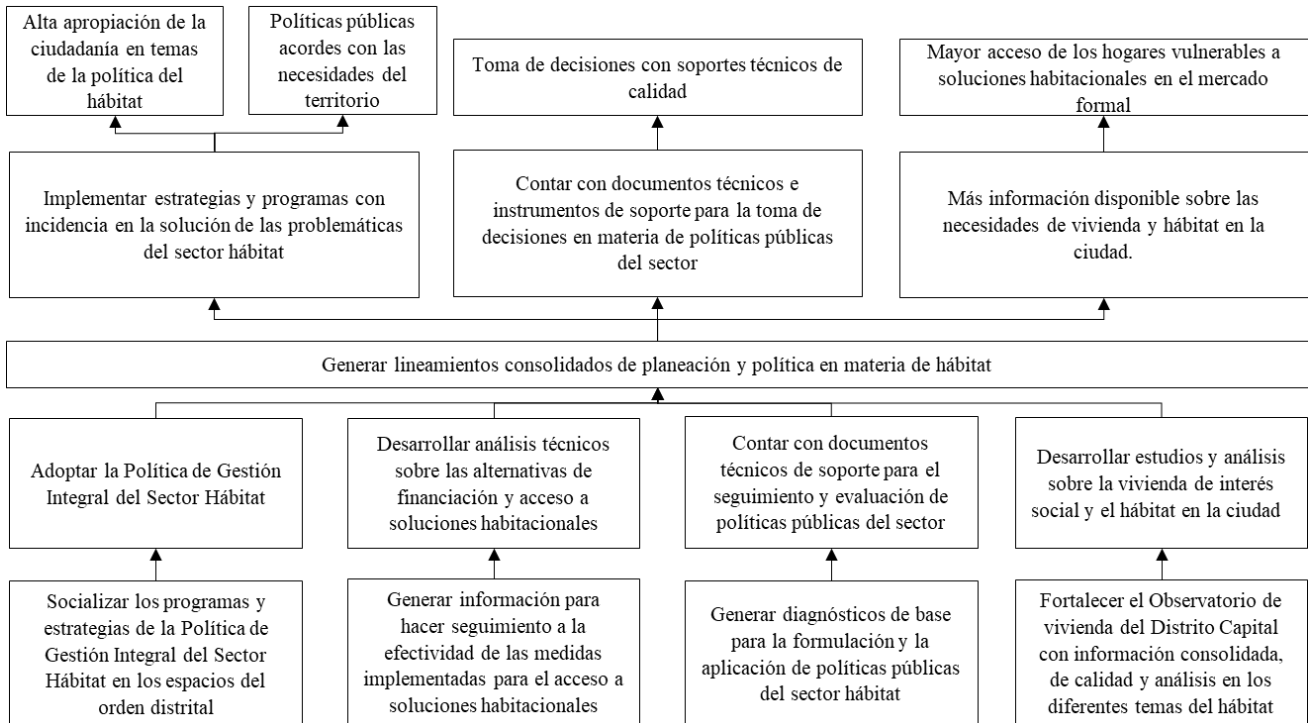 Alta apropiación de la
ciudadanía en temas
de la política del
hábitat
Políticas públicas
acordes con las
necesidades del
territorio
Toma de decisiones con soportes técnicos de
calidad
Mayor acceso de los hogares vulnerables a
soluciones habitacionales en el mercado
formal
Implementar estrategias y programas con
incidencia en la solución de las problemáticas
del sector hábitat
Contar con documentos técnicos e
instrumentos de soporte para la toma de
decisiones en materia de políticas públicas
del sector
Más información disponible sobre las
necesidades de vivienda y hábitat en la
ciudad.
Generar lineamientos consolidados de planeación y política en materia de hábitat
Adoptar la Política de Gestión
Integral del Sector Hábitat
Desarrollar análisis técnicos
sobre las alternativas de
financiación y acceso a
soluciones habitacionales
Contar con documentos
técnicos de soporte para el
seguimiento y evaluación de
políticas públicas del sector
Desarrollar estudios y análisis
sobre la vivienda de interés
social y el hábitat en la ciudad
Socializar los programas y
estrategias de la Política de
Gestión Integral del Sector
Hábitat en los espacios del
orden distrital
Generar información para
hacer seguimiento a la
efectividad de las medidas
implementadas para el acceso a
soluciones habitacionales
Generar diagnósticos de base
para la formulación y la
aplicación de políticas públicas
del sector hábitat
Fortalecer el Observatorio de
vivienda del Distrito Capital
con información consolidada,
de calidad y análisis en los
diferentes temas del hábitat